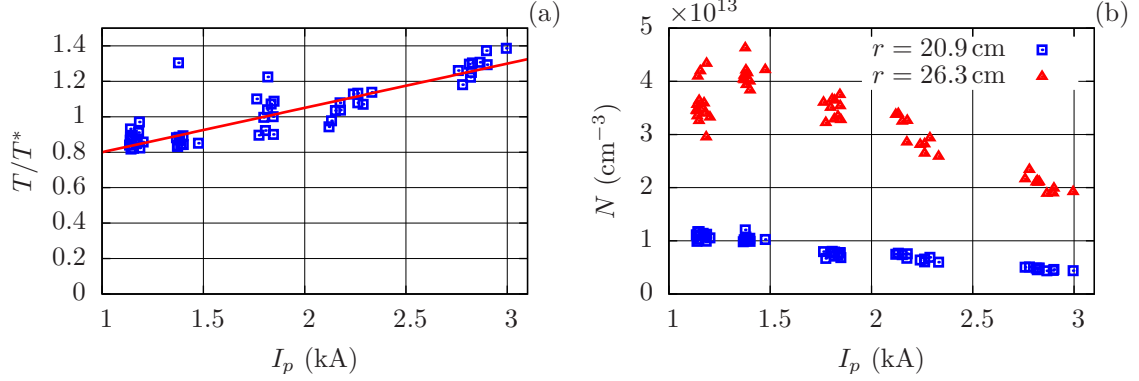 (a)
1.4
1.2
1
0.8
0.6
0.4
0.2
0
T/T*
1 1.5 2 2.5 3
I_p (kA)
×10¹³
(b)
5
4
3
2
1
0
N (cm⁻³)
r = 20.9 cm
r = 26.3 cm
1 1.5 2 2.5 3
I_p (kA)